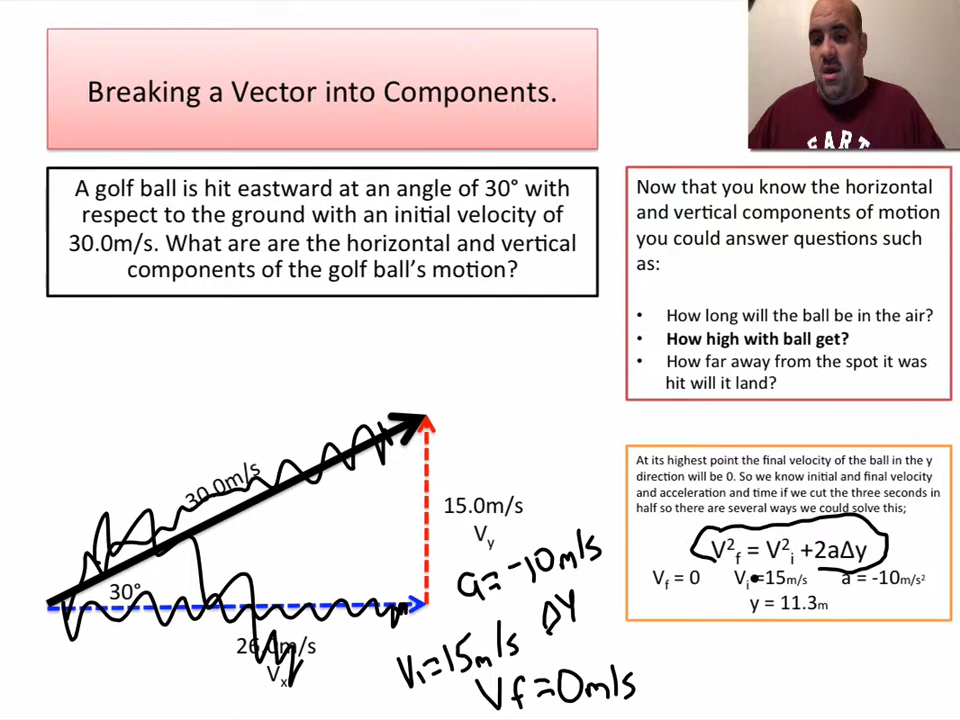 Breaking a Vector into Components.
A golf ball is hit eastward at an angle of 30° with
respect to the ground with an initial velocity of
30.0m/s. What are are the horizontal and vertical
components of the golf ball's motion?
Now that you know the horizontal
and vertical components of motion
you could answer questions such
as:
• How long will the ball be in the air?
• How high with ball get?
• How far away from the spot it was
hit will it land?
30.0m/s
30°
15.0m/s
Vy
26.0m/s
Vx
a=-10m/s
Δy
Vi=15m/s
Vf=0m/s
At its highest point the final velocity of the ball in the y
direction will be 0. So we know initial and final velocity
and acceleration and time if we cut the three seconds in
half so there are several ways we could solve this;
V²f = V²i +2aΔy
Vf = 0 Vi =15m/s a = -10m/s²
y = 11.3m